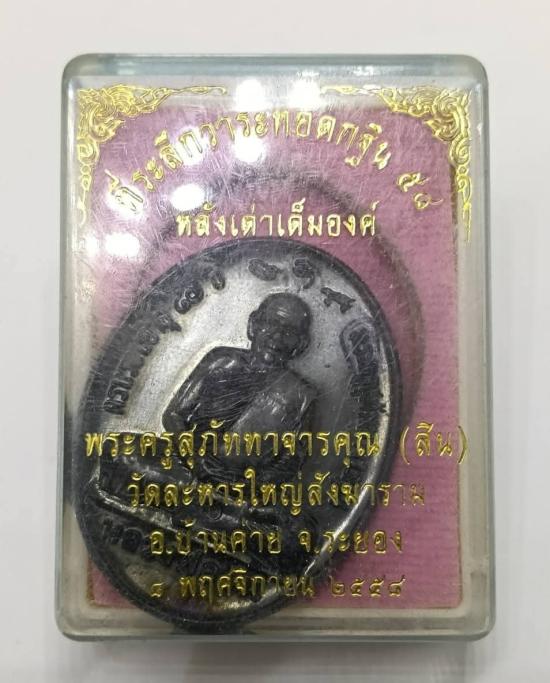 ที่ระลึกวาระทอดกฐิน ๕๘
หลังเต่าเต็มองค์
พระครูสุภัททาจารคุณ (สิน)
วัดละหารใหญ่สังฆาราม
อ.บ้านค่าย จ.ระยอง
๘ พฤศจิกายน ๒๕๕๘